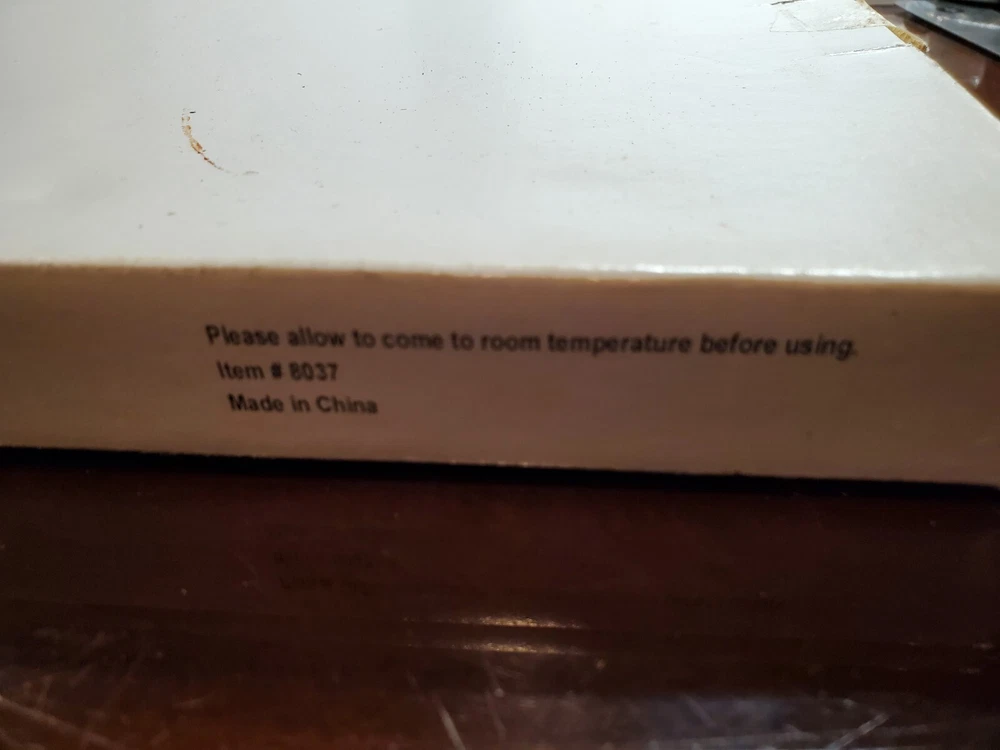 Please allow to come to room temperature before using.
Item # 8037
Made in China